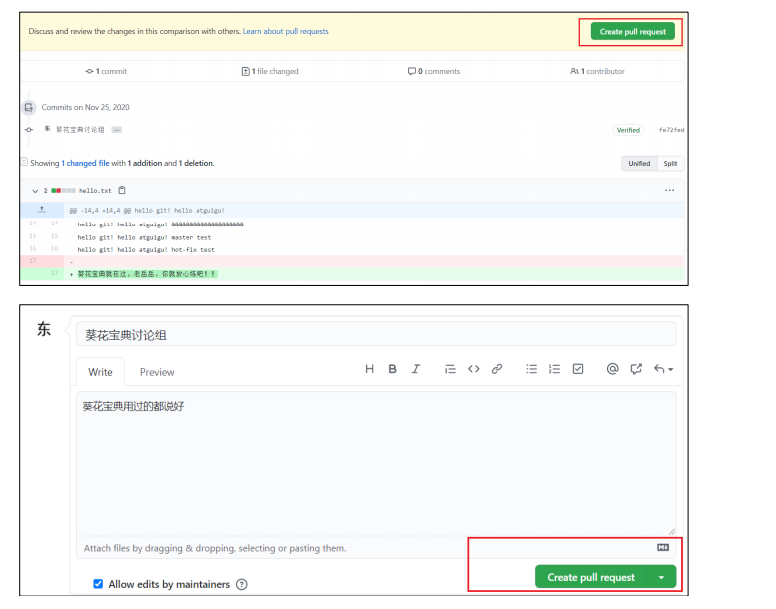 Discuss and review the changes in this comparison with others. Learn about pull requests
Create pull request
1 commit
1 file changed
0 comments
1 contributor
Commits on Nov 25, 2020
东 葵花宝典讨论组 ...
Verified
fe72fed
Showing 1 changed file with 1 addition and 1 deletion.
Unified Split
2 hello.txt
...
@@ -14,4 +14,4 @@ hello git! hello atguigu!
14 14 hello git! hello atguigu!
15 15 hello git! hello atguigu! master test
16 16 hello git! hello atguigu! hot-fix test
17 -
17 + 葵花宝典就在这，老岳岳，你就放心练吧！！
东
葵花宝典讨论组
Write Preview
H B I
葵花宝典用过的都说好
Attach files by dragging & dropping, selecting or pasting them.
Allow edits by maintainers ?
Create pull request